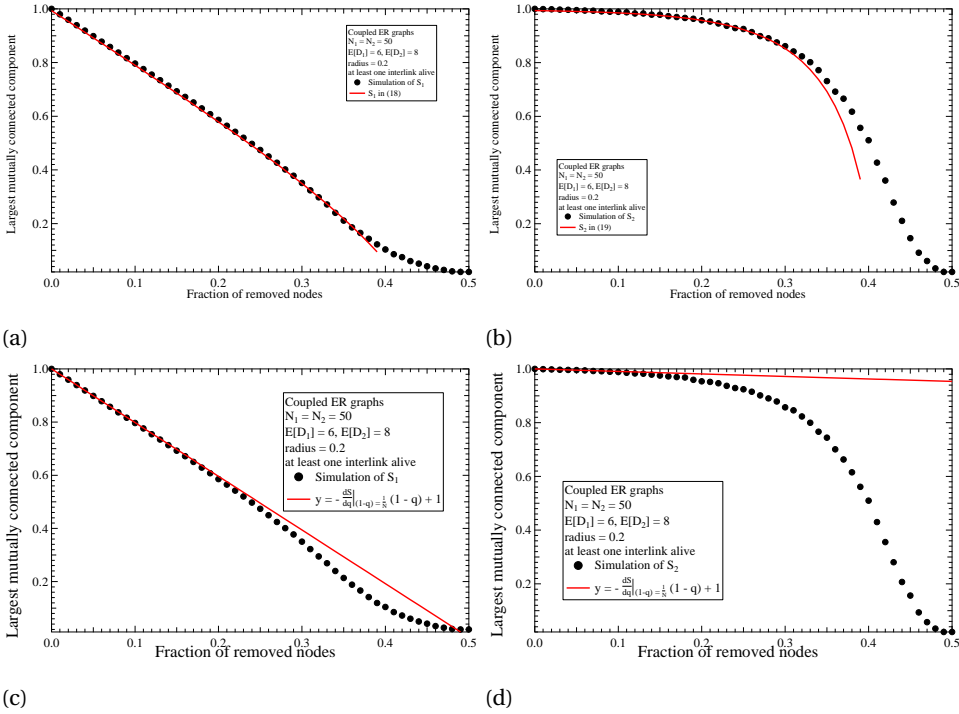 Largest mutually connected component
1.0
0.8
0.6
0.4
0.2
0.0
0.1
0.2
0.3
0.4
0.5
Fraction of removed nodes
Coupled ER graphs
N1 = N2 = 50
E[D1] = 6, E[D2] = 8
radius = 0.2
at least one interlink alive
Simulation of S1
S1 in (18)
(a)
Largest mutually connected component
1.0
0.8
0.6
0.4
0.2
0.0
0.1
0.2
0.3
0.4
0.5
Fraction of removed nodes
Coupled ER graphs
N1 = N2 = 50
E[D1] = 6, E[D2] = 8
radius = 0.2
at least one interlink alive
Simulation of S2
S2 in (19)
(b)
Largest mutually connected component
1.0
0.8
0.6
0.4
0.2
0.0
0.1
0.2
0.3
0.4
0.5
Fraction of removed nodes
Coupled ER graphs
N1 = N2 = 50
E[D1] = 6, E[D2] = 8
radius = 0.2
at least one interlink alive
Simulation of S1
y = - dS/dq|(1-q) = 1/N (1 - q) + 1
(c)
Largest mutually connected component
1.0
0.8
0.6
0.4
0.2
0.0
0.1
0.2
0.3
0.4
0.5
Fraction of removed nodes
Coupled ER graphs
N1 = N2 = 50
E[D1] = 6, E[D2] = 8
radius = 0.2
at least one interlink alive
Simulation of S2
y = - dS/dq|(1-q) = 1/N (1 - q) + 1
(d)